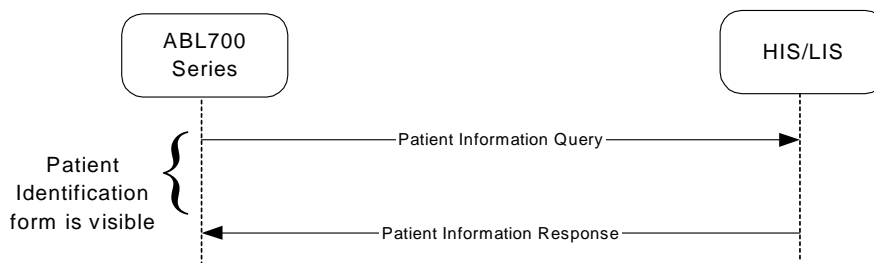 ABL700
Series
HIS/LIS
Patient Information Query
Patient
Identification
form is visible
Patient Information Response